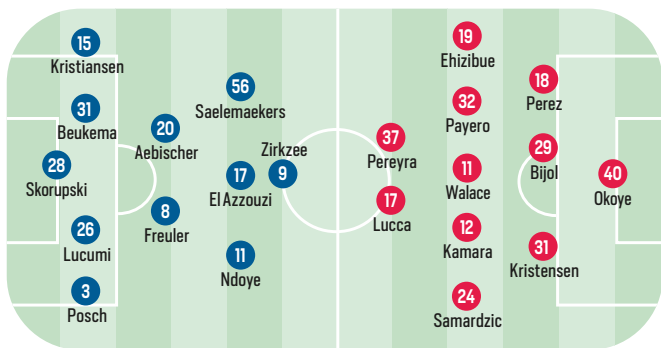 15
Kristiansen
31
Beukema
28
Skorupski
26
Lucumi
3
Posch
20
Aebischer
8
Freuler
56
Saelemaekers
17
El Azzouzi
11
Ndoye
Zirkzee
9
37
Pereyra
17
Lucca
19
Ehizibue
32
Payero
11
Walace
12
Kamara
24
Samardzic
18
Perez
29
Bijol
31
Kristensen
40
Okoye